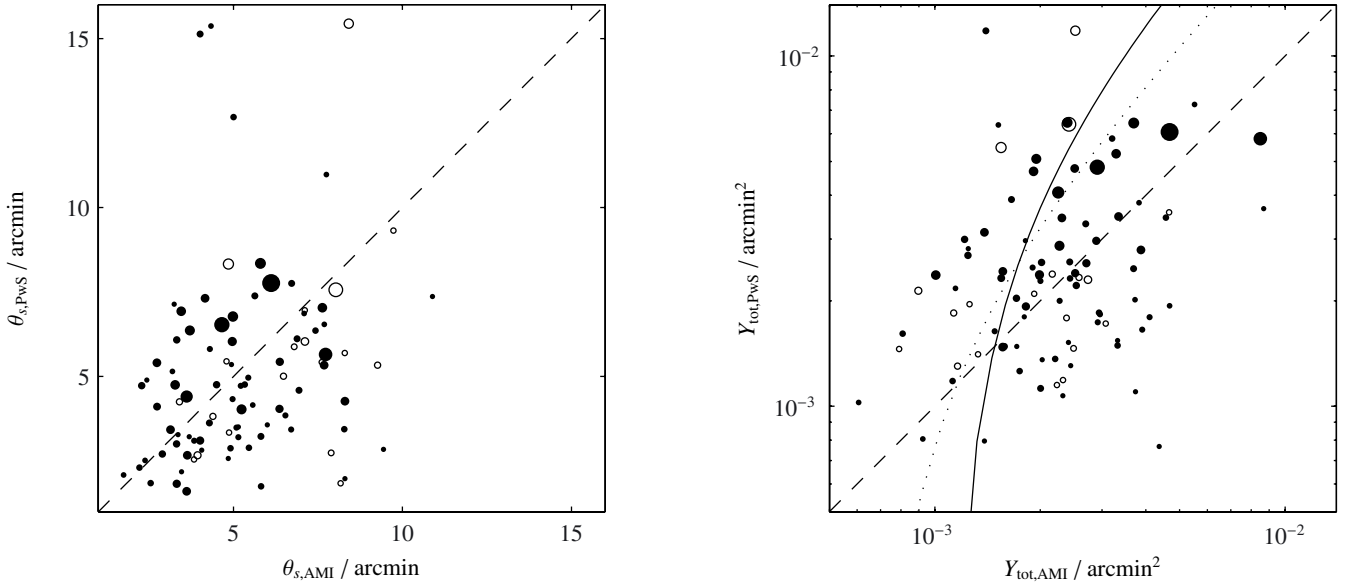 15
10
5
5
10
15
θs,PwS / arcmin
θs,AMI / arcmin
10−2
10−3
10−3
10−2
Ytot,PwS / arcmin2
Ytot,AMI / arcmin2